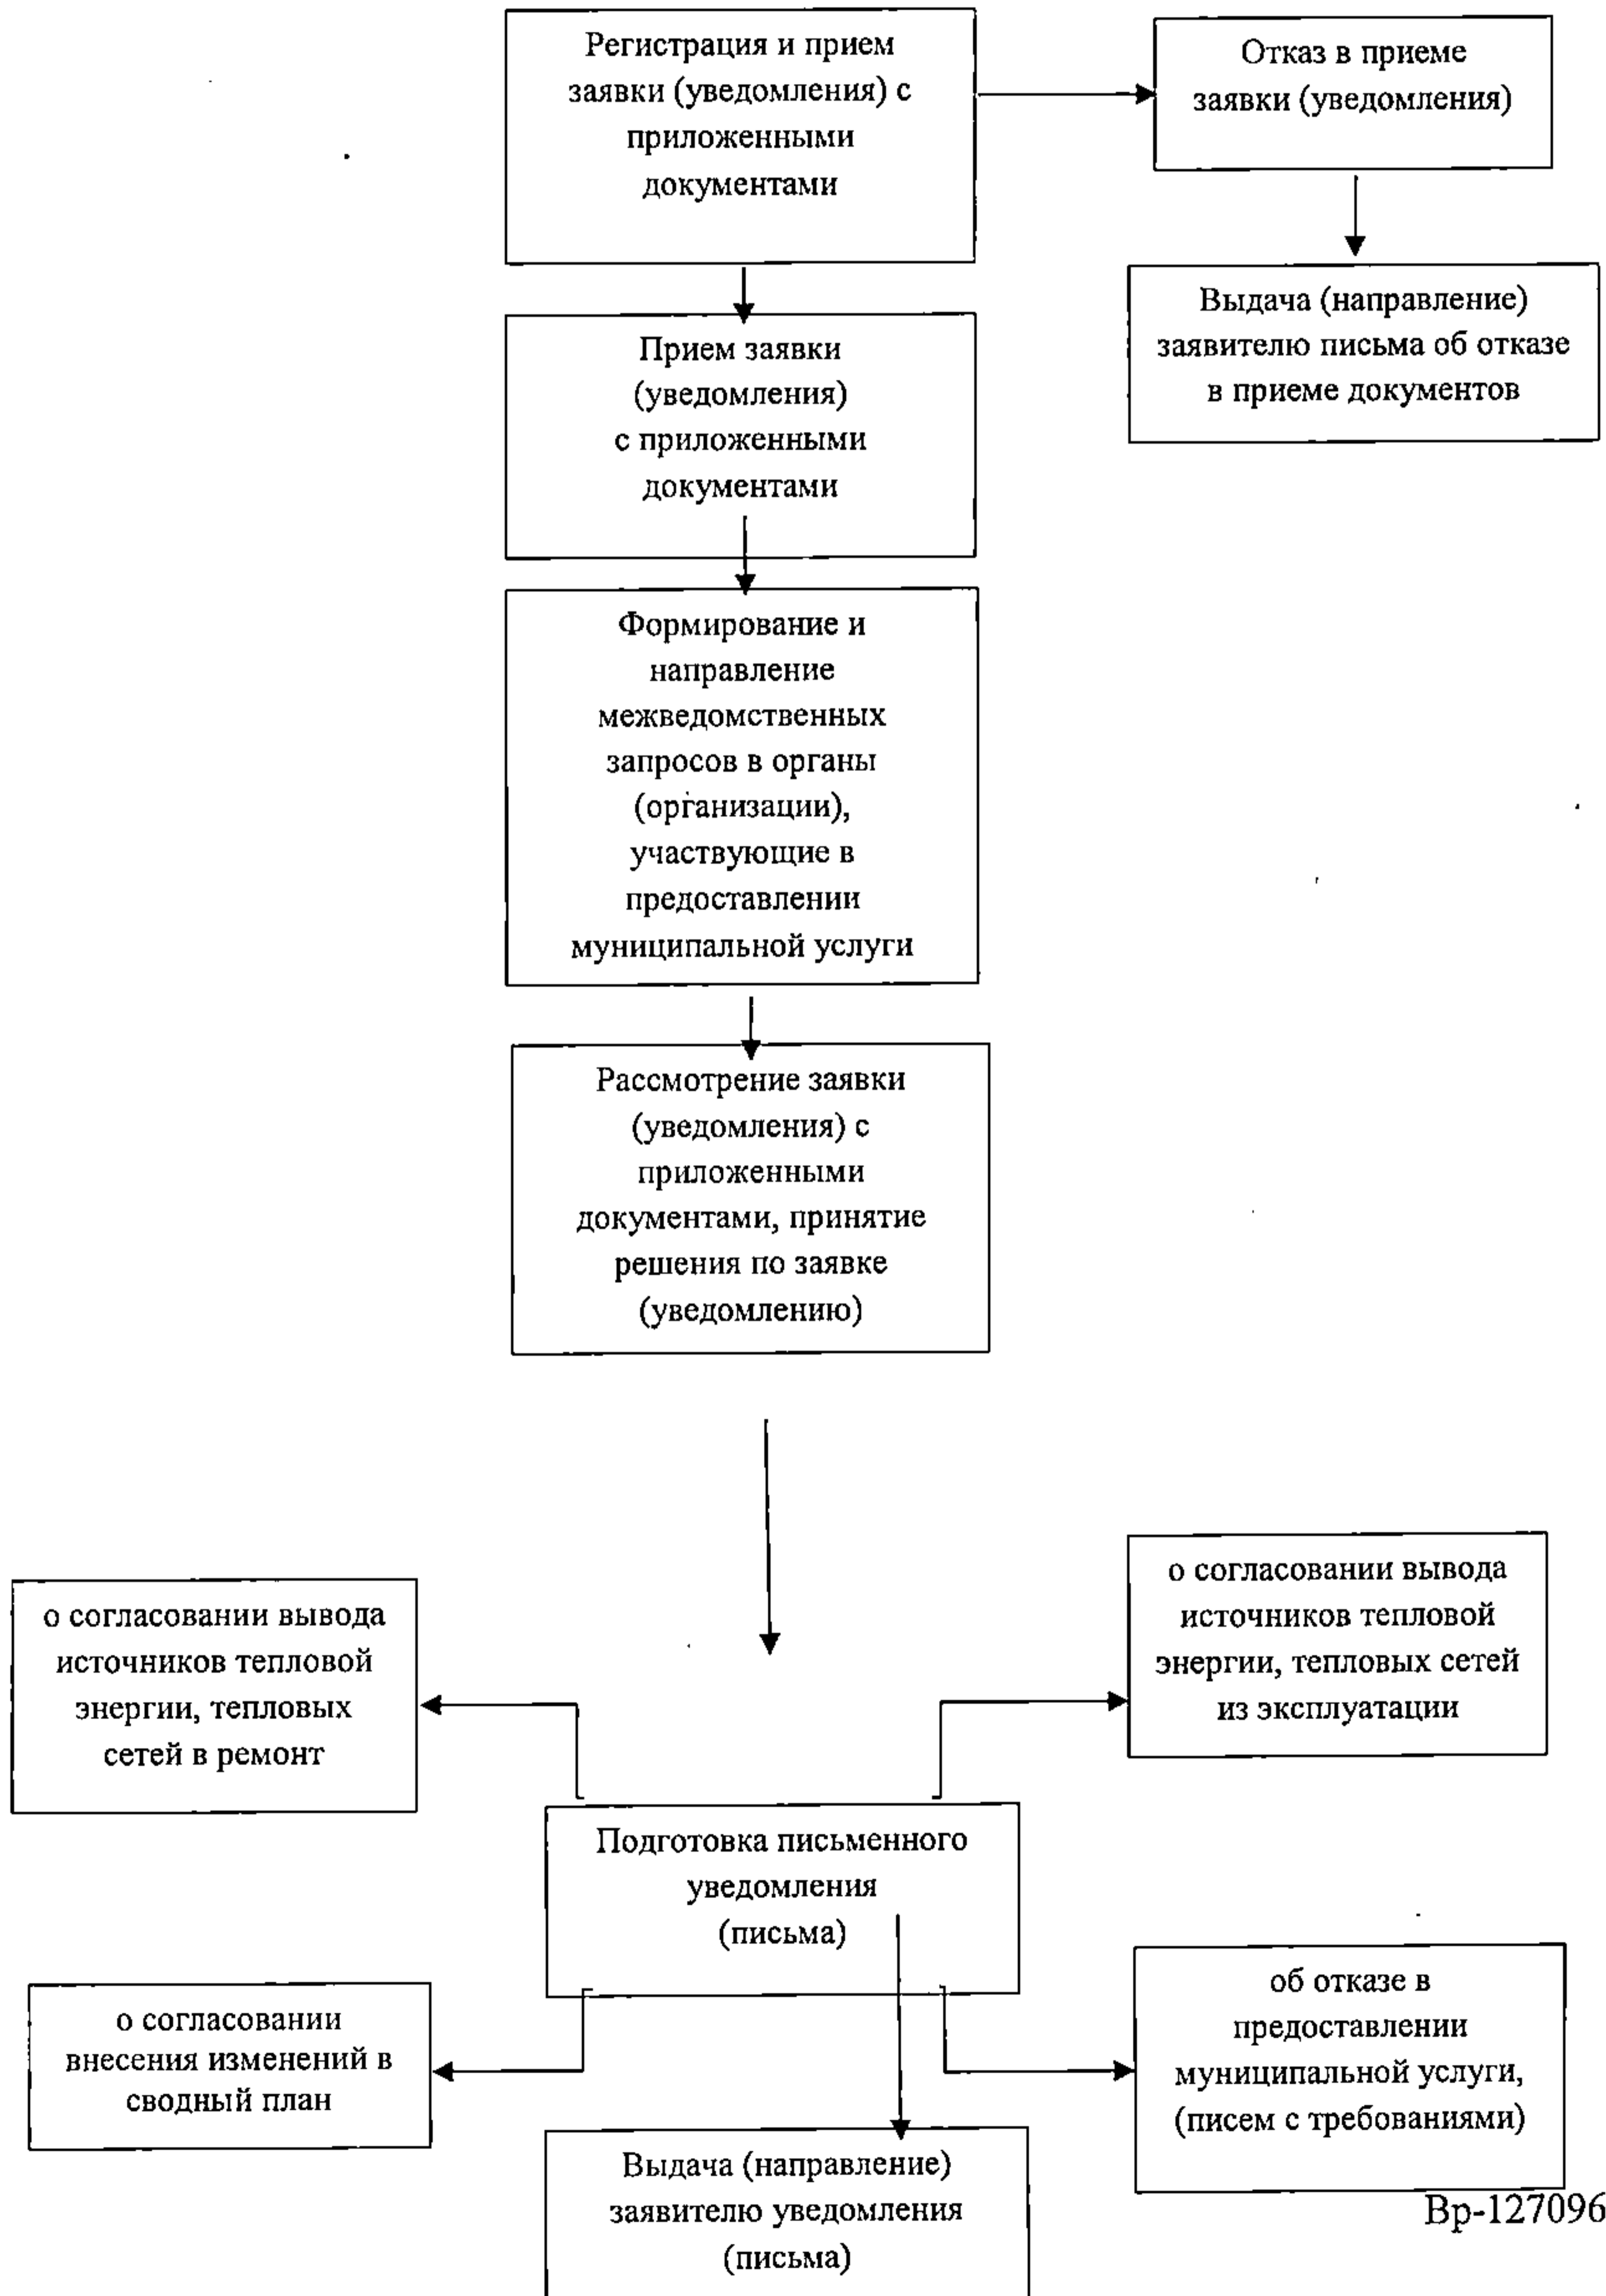 Регистрация и прием
заявки (уведомления) с
приложенными
документами
Отказ в приеме
заявки (уведомления)
Выдача (направление)
заявителю письма об отказе
в приеме документов
Прием заявки
(уведомления)
с приложенными
документами
Формирование и
направление
межведомственных
запросов в органы
(организации),
участвующие в
предоставлении
муниципальной услуги
Рассмотрение заявки
(уведомления) с
приложенными
документами, принятие
решения по заявке
(уведомлению)
о согласовании вывода
источников тепловой
энергии, тепловых
сетей в ремонт
о согласовании вывода
источников тепловой
энергии, тепловых сетей
из эксплуатации
Подготовка письменного
уведомления
(письма)
о согласовании
внесения изменений в
сводный план
об отказе в
предоставлении
муниципальной услуги,
(писем с требованиями)
Выдача (направление)
заявителю уведомления
(письма)
Вр-127096